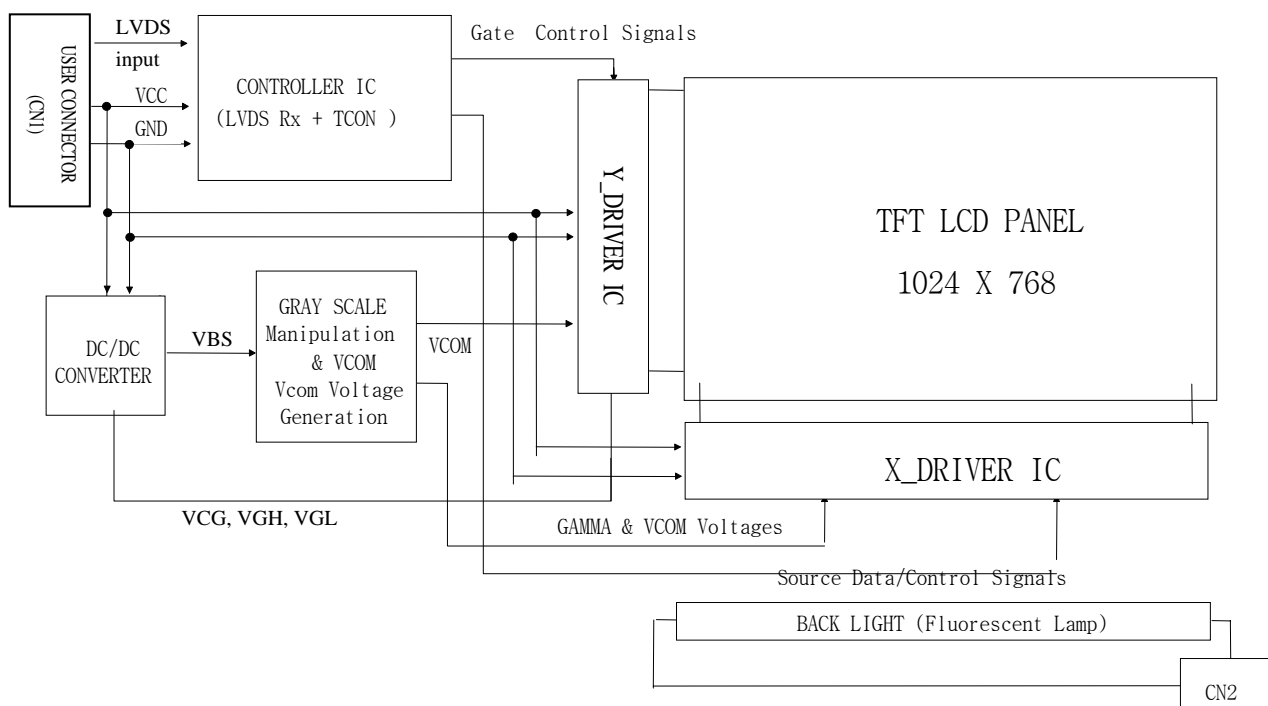 USER CONNECTOR
(CN1)
LVDS
input
VCC
GND
CONTROLLER IC
(LVDS Rx + TCON )
Gate Control Signals
Y_DRIVER IC
TFT LCD PANEL
1024 X 768
DC/DC
CONVERTER
VBS
GRAY SCALE
Manipulation
& VCOM
Vcom Voltage
Generation
VCOM
X_DRIVER IC
VCG, VGH, VGL
GAMMA & VCOM Voltages
Source Data/Control Signals
BACK LIGHT (Fluorescent Lamp)
CN2